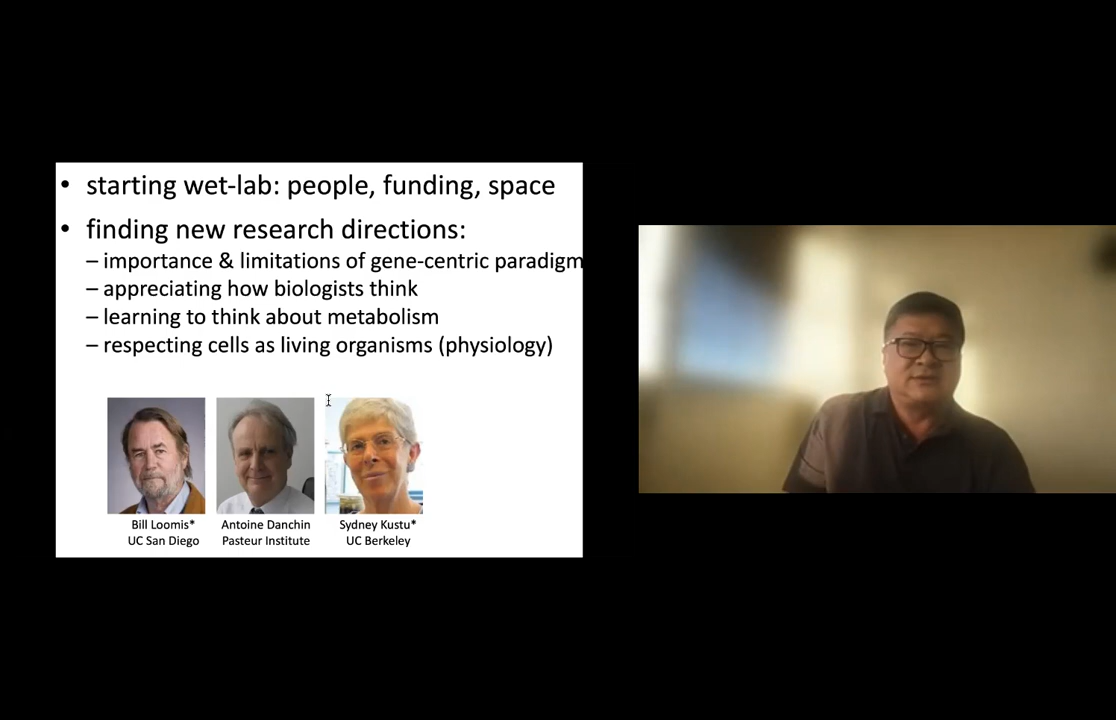 • starting wet-lab: people, funding, space
• finding new research directions:
– importance & limitations of gene-centric paradigm
– appreciating how biologists think
– learning to think about metabolism
– respecting cells as living organisms (physiology)
Bill Loomis*
UC San Diego
Antoine Danchin
Pasteur Institute
Sydney Kustu*
UC Berkeley